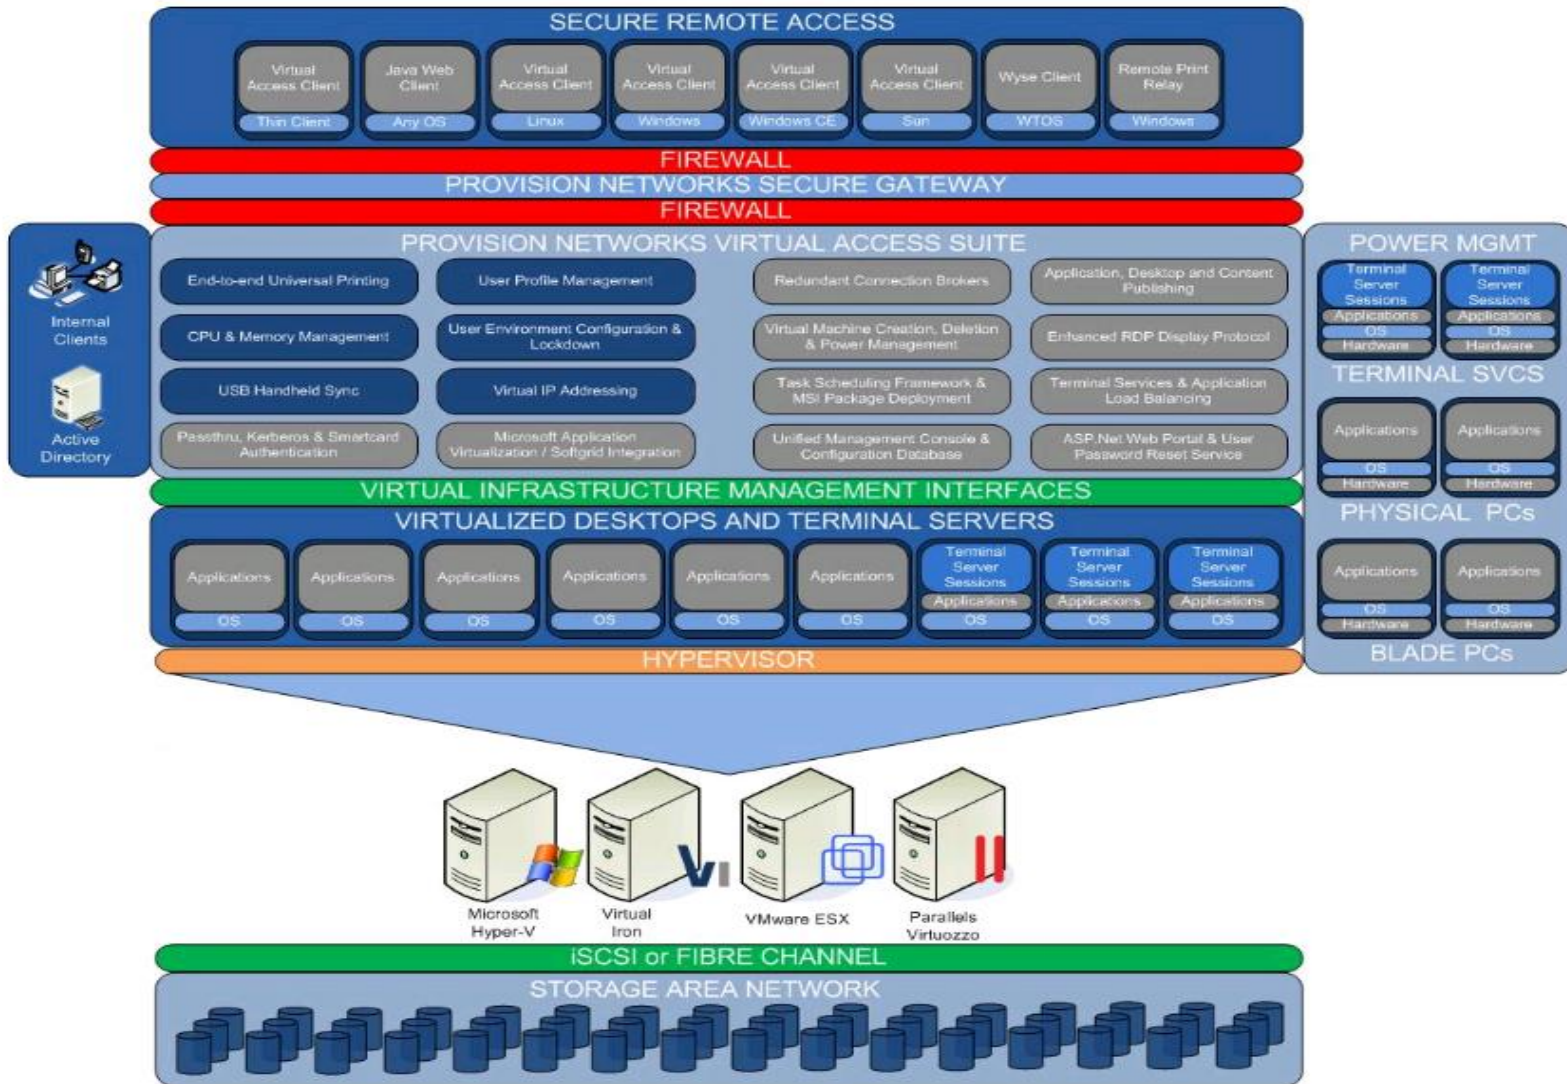 SECURE REMOTE ACCESS
Virtual
Access Client
Thin Client
Java Web
Client
Any OS
Virtual
Access Client
Linux
Virtual
Access Client
Windows
Virtual
Access Client
Windows CE
Virtual
Access Client
Sun
Wyse Client
WTOS
Remote Print
Relay
Windows
FIREWALL
PROVISION NETWORKS SECURE GATEWAY
FIREWALL
Internal
Clients
Active
Directory
PROVISION NETWORKS VIRTUAL ACCESS SUITE
End-to-end Universal Printing
User Profile Management
Redundant Connection Brokers
Application, Desktop and Content
Publishing
CPU & Memory Management
User Environment Configuration &
Lockdown
Virtual Machine Creation, Deletion
& Power Management
Enhanced RDP Display Protocol
USB Handheld Sync
Virtual IP Addressing
Task Scheduling Framework &
MSI Package Deployment
Terminal Services & Application
Load Balancing
Passthru, Kerberos & Smartcard
Authentication
Microsoft Application
Virtualization / Softgrid Integration
Unified Management Console &
Configuration Database
ASP.Net Web Portal & User
Password Reset Service
POWER MGMT
Terminal
Server
Sessions
Applications
OS
Hardware
Terminal
Server
Sessions
Applications
OS
Hardware
TERMINAL SVCS
Applications
OS
Hardware
Applications
OS
Hardware
PHYSICAL PCs
Applications
OS
Hardware
Applications
OS
Hardware
BLADE PCs
VIRTUAL INFRASTRUCTURE MANAGEMENT INTERFACES
VIRTUALIZED DESKTOPS AND TERMINAL SERVERS
Applications
OS
Applications
OS
Applications
OS
Applications
OS
Applications
OS
Applications
OS
Terminal
Server
Sessions
Applications
OS
Terminal
Server
Sessions
Applications
OS
Terminal
Server
Sessions
Applications
OS
HYPERVISOR
VI
Microsoft
Hyper-V
Virtual
Iron
VMware ESX
Parallels
Virtuozzo
iSCSI or FIBRE CHANNEL
STORAGE AREA NETWORK